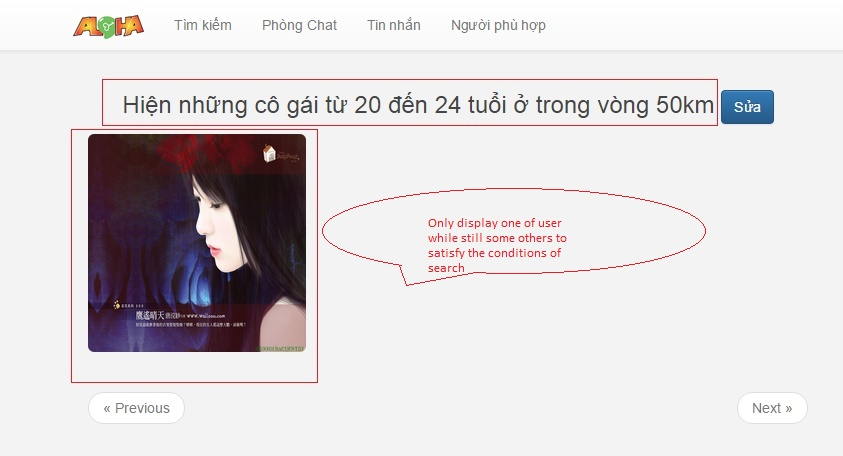 ALOHA Tìm kiếm Phòng Chat Tin nhắn Người phù hợp
Hiện những cô gái từ 20 đến 24 tuổi ở trong vòng 50km Sửa
Only display one of user
while still some others to
satisfy the conditions of
search
« Previous Next »